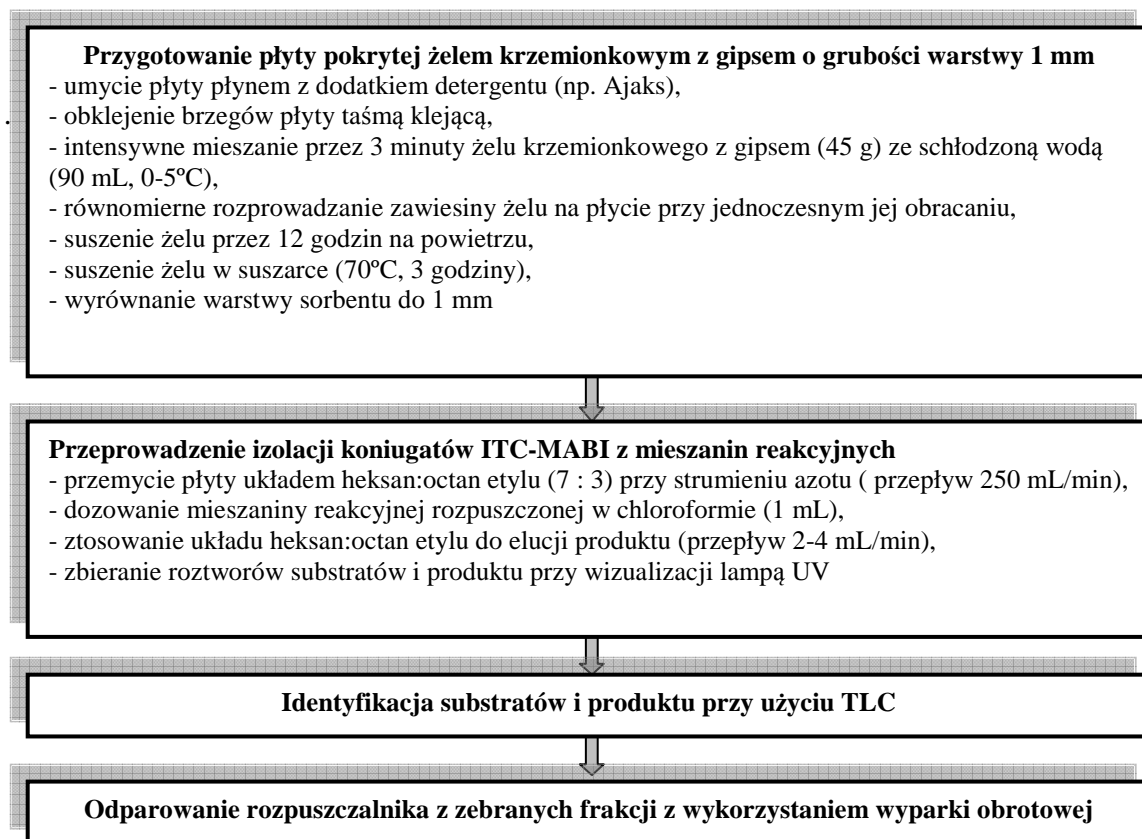 Przygotowanie płyty pokrytej żelem krzemionkowym z gipsem o grubości warstwy 1 mm
- umycie płyty płynem z dodatkiem detergentu (np. Ajaks),
- obklejenie brzegów płyty taśmą klejącą,
- intensywne mieszanie przez 3 minuty żelu krzemionkowego z gipsem (45 g) ze schłodzoną wodą
(90 mL, 0-5ºC),
- równomierne rozprowadzanie zawiesiny żelu na płycie przy jednoczesnym jej obracaniu,
- suszenie żelu przez 12 godzin na powietrzu,
- suszenie żelu w suszarce (70ºC, 3 godziny),
- wyrównanie warstwy sorbentu do 1 mm
Przeprowadzenie izolacji koniugatów ITC-MABI z mieszanin reakcyjnych
- przemycie płyty układem heksan:octan etylu (7 : 3) przy strumieniu azotu ( przepływ 250 mL/min),
- dozowanie mieszaniny reakcyjnej rozpuszczonej w chloroformie (1 mL),
- ztosowanie układu heksan:octan etylu do elucji produktu (przepływ 2-4 mL/min),
- zbieranie roztworów substratów i produktu przy wizualizacji lampą UV
Identyfikacja substratów i produktu przy użyciu TLC
Odparowanie rozpuszczalnika z zebranych frakcji z wykorzystaniem wyparki obrotowej